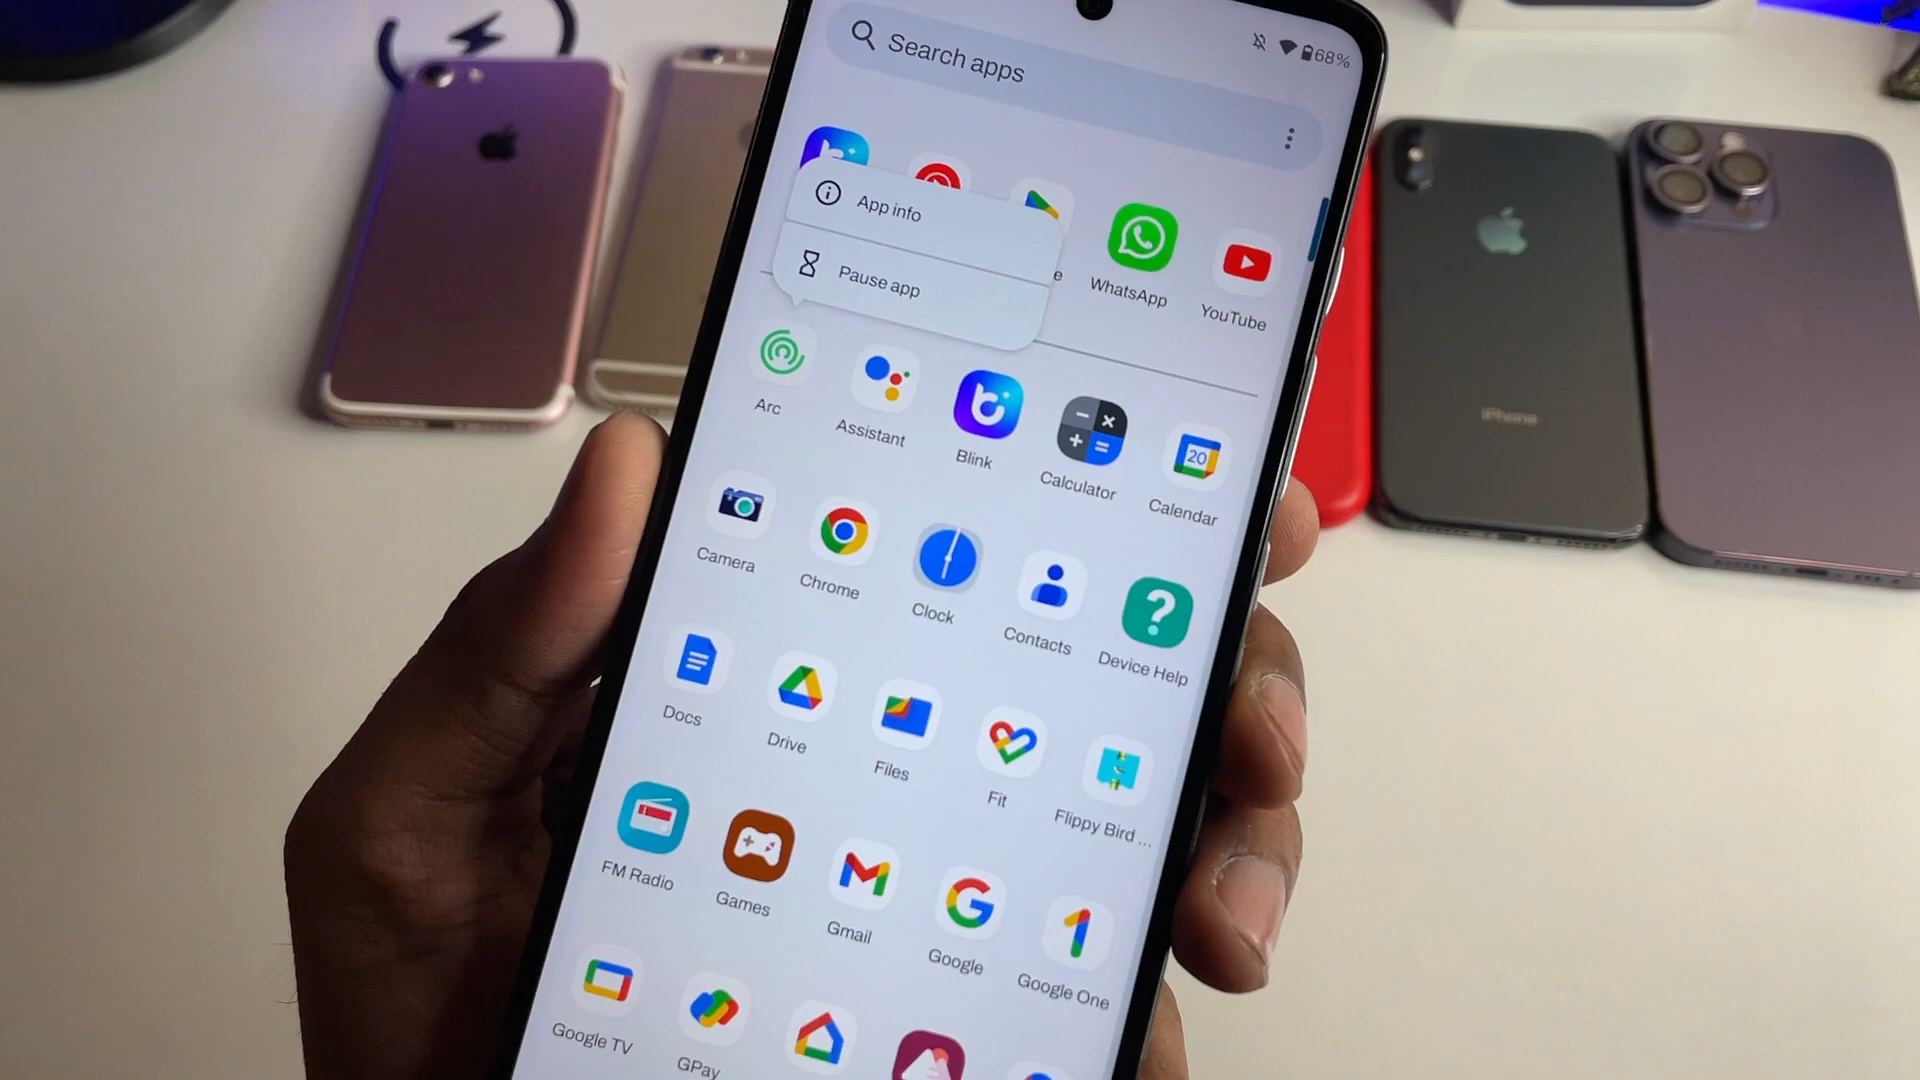 68%
Search apps
App info
Pause app
e
WhatsApp
YouTube
Arc
Assistant
Blink
Calculator
20
Calendar
Camera
Chrome
Clock
Contacts
?
Device Help
Docs
Drive
Files
Fit
Flippy Bird ...
FM Radio
Games
Gmail
Google
Google One
Google TV
GPay
iPhone